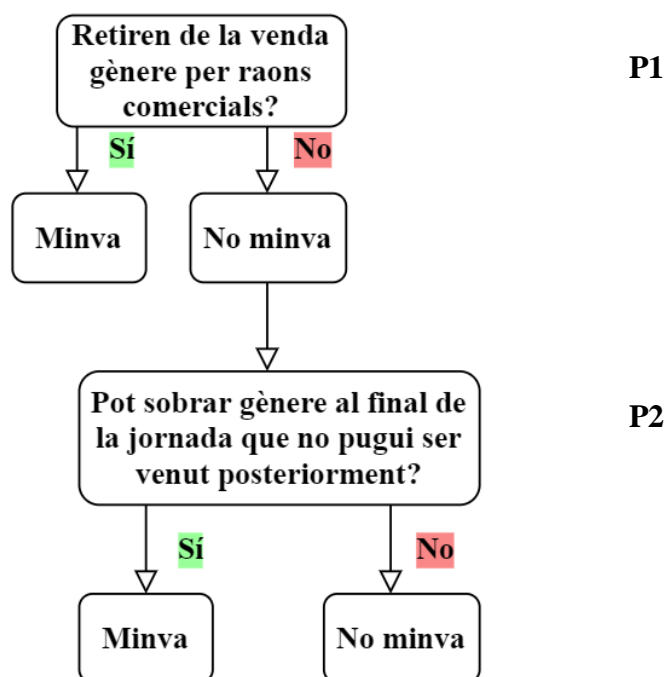 Retiren de la venda
gènere per raons
comercials?
P1
Sí
No
Minva
No minva
Pot sobrar gènere al final de
la jornada que no pugui ser
venut posteriorment?
P2
Sí
No
Minva
No minva